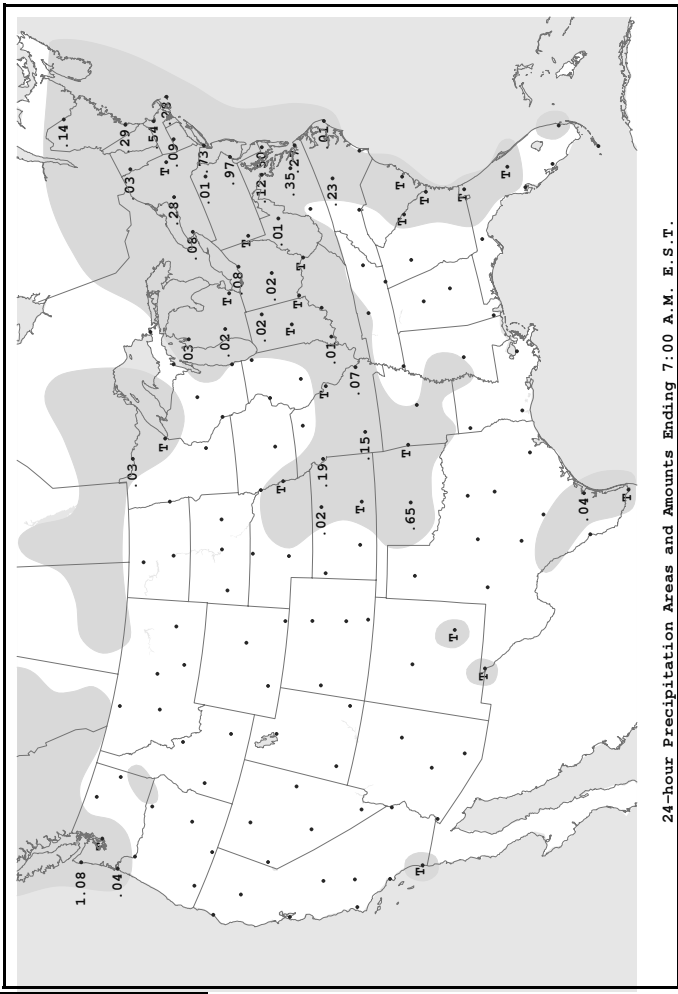 .14
1.08
T
.04
.29
.03
.03
.54
T
T
.28
.09
.28
.03
.08
.73
.01
.02
T
.97
.08
T
.12
.50
.02
.02
.01
T
.35
T
.27
T
T
.02
.19
T
.01
.23
.07
T
.15
T
T
T
.65
T
T
T
T
T
T
.04
T
24-hour Precipitation Areas and Amounts Ending 7:00 A.M. E.S.T.